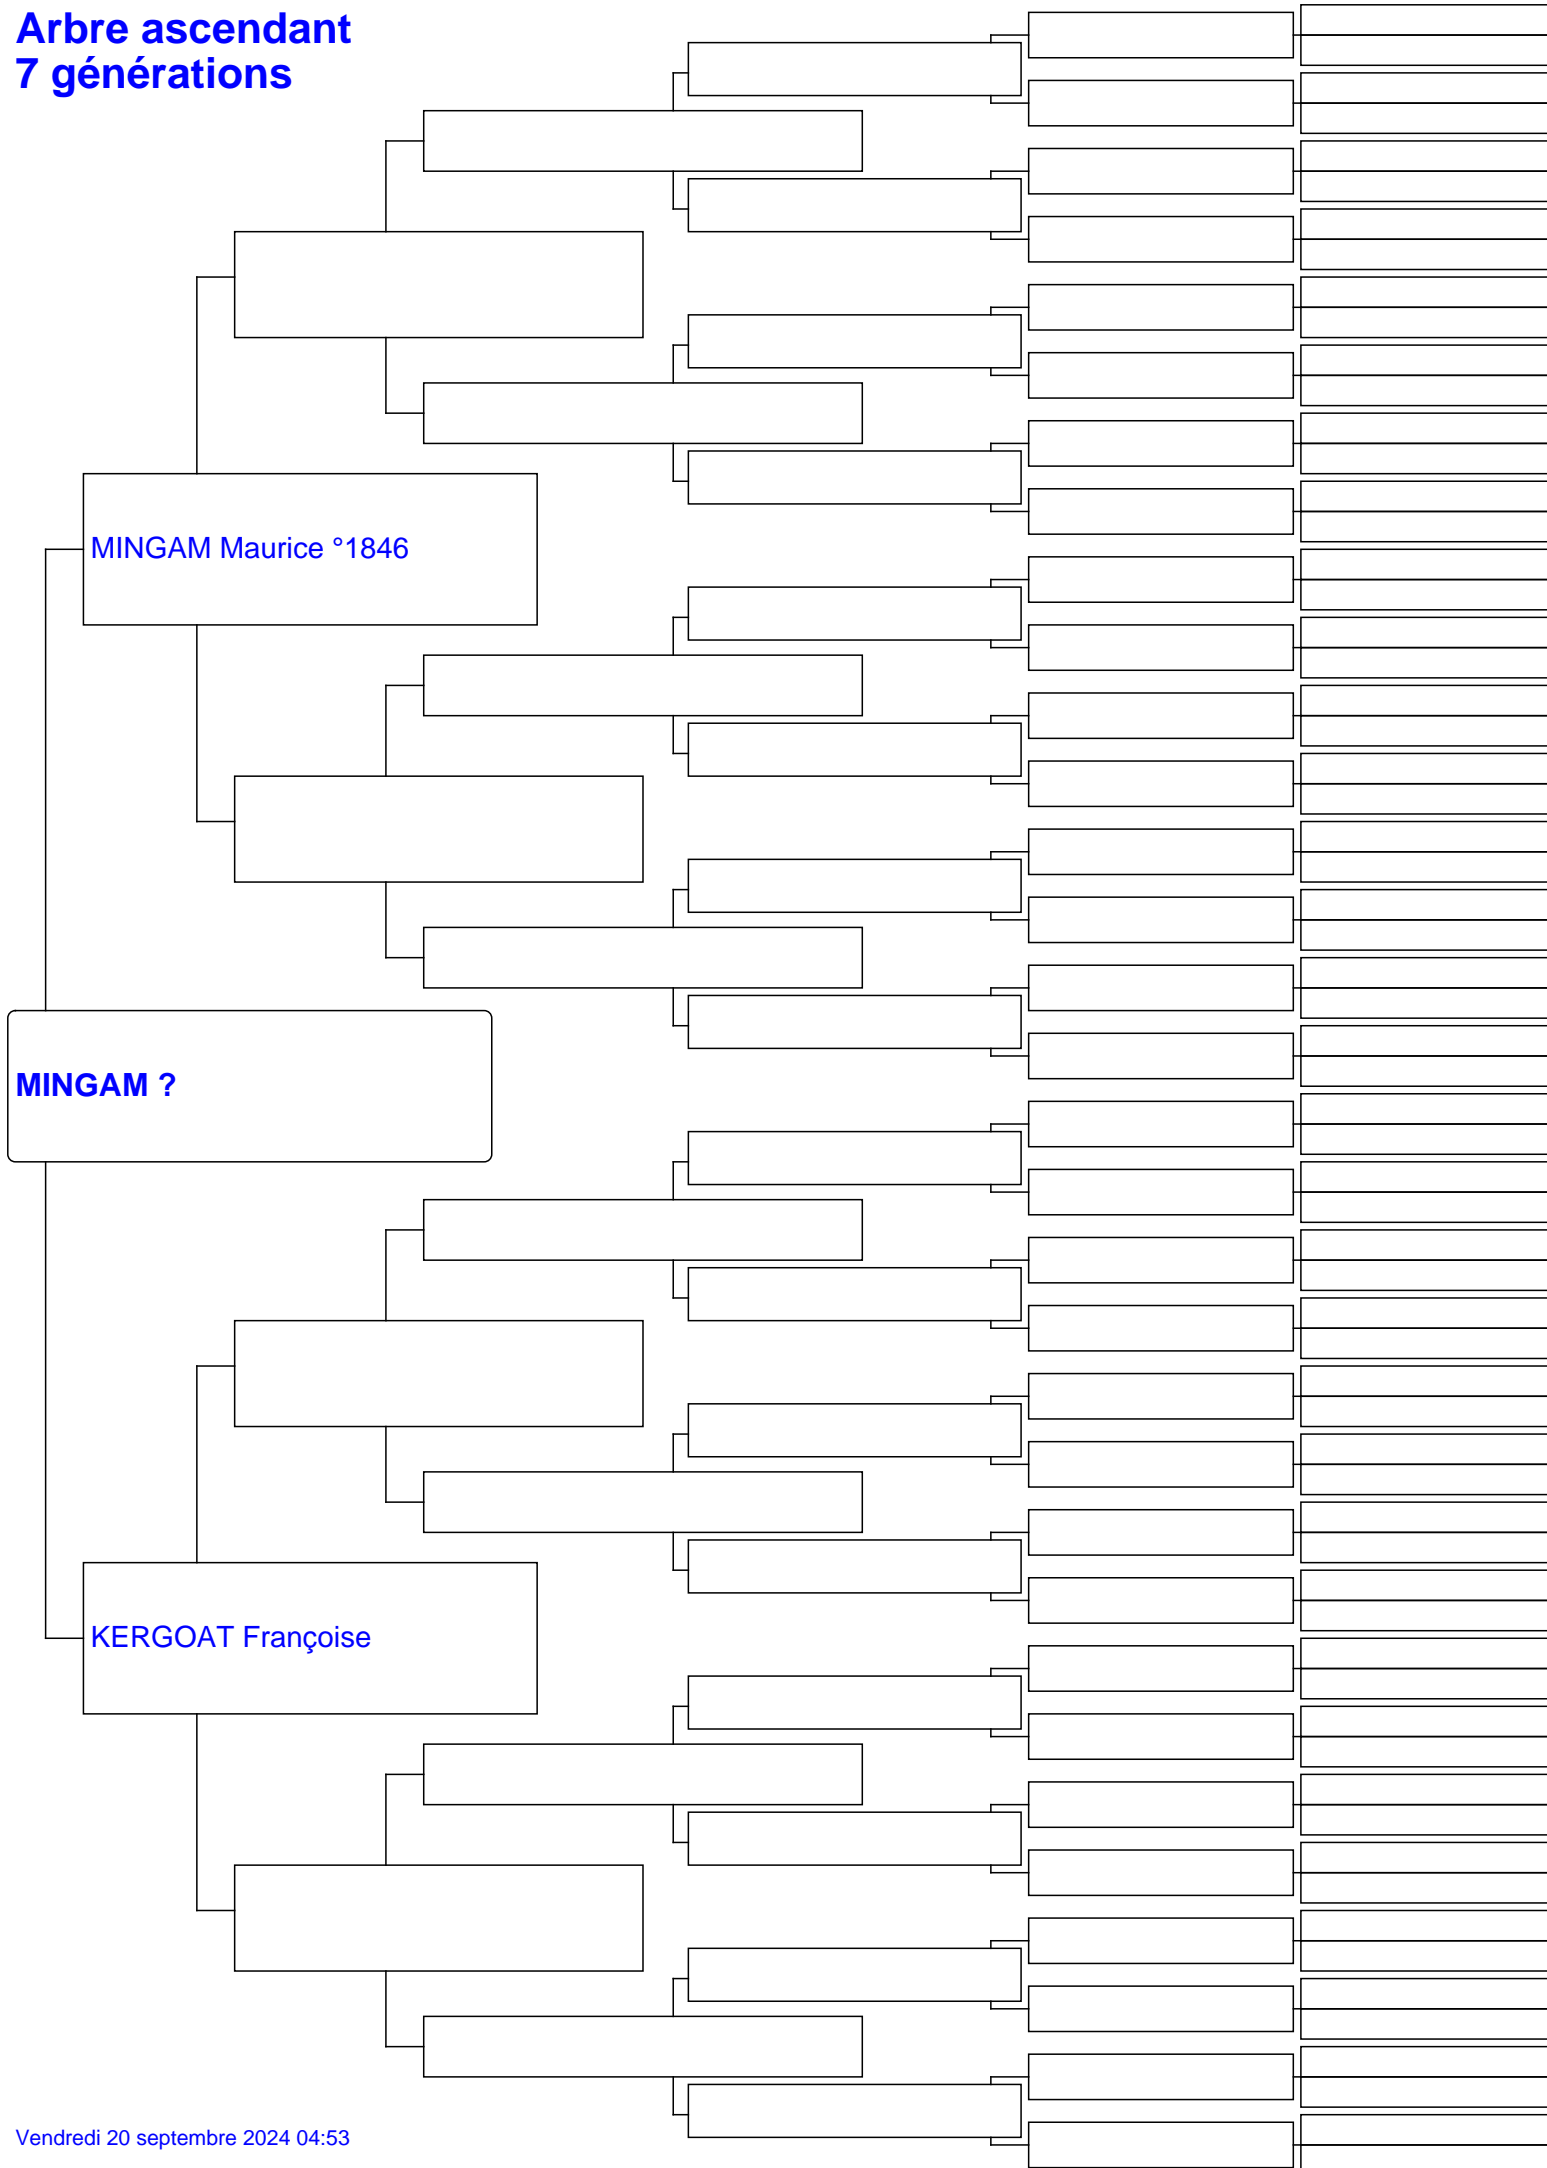 Arbre ascendant
7 générations
MINGAM Maurice °1846
MINGAM ?
KERGOAT Françoise
Vendredi 20 septembre 2024 04:53